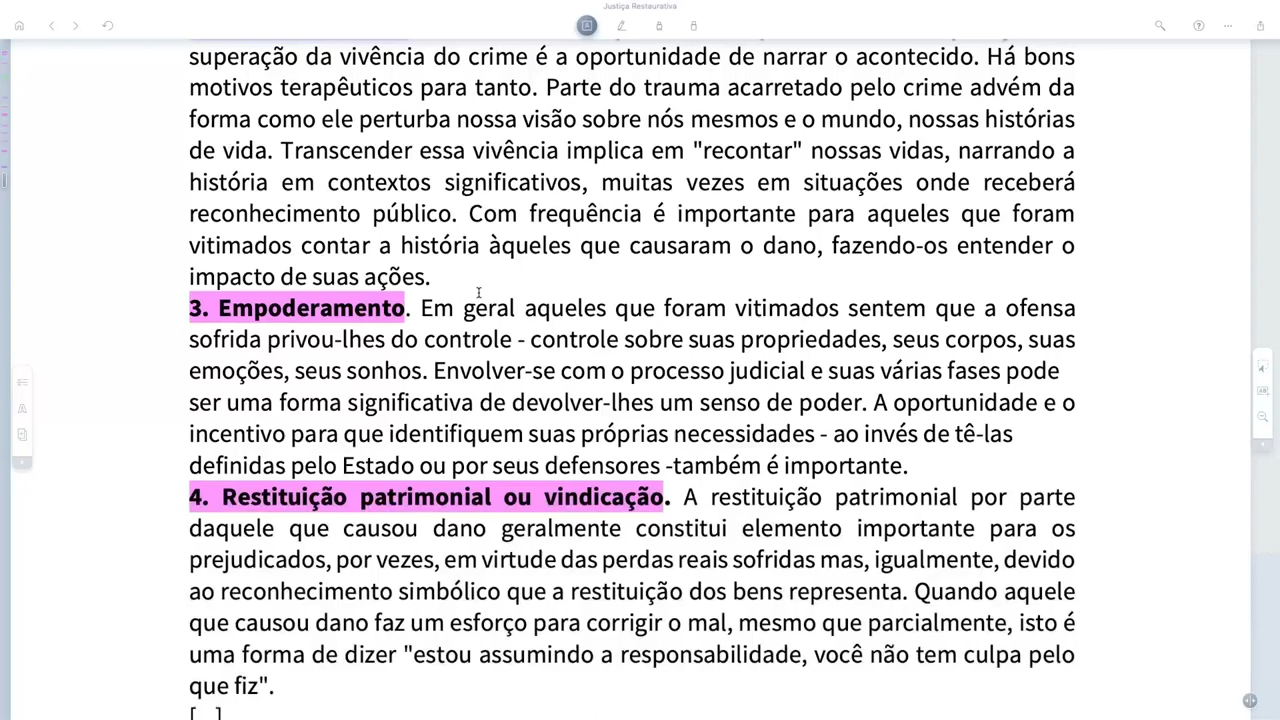 Justiça Restaurativa
superação da vivência do crime é a oportunidade de narrar o acontecido. Há bons
motivos terapêuticos para tanto. Parte do trauma acarretado pelo crime advém da
forma como ele perturba nossa visão sobre nós mesmos e o mundo, nossas histórias
de vida. Transcender essa vivência implica em "recontar" nossas vidas, narrando a
história em contextos significativos, muitas vezes em situações onde receberá
reconhecimento público. Com frequência é importante para aqueles que foram
vitimados contar a história àqueles que causaram o dano, fazendo-os entender o
impacto de suas ações.
3. Empoderamento. Em geral aqueles que foram vitimados sentem que a ofensa
sofrida privou-lhes do controle - controle sobre suas propriedades, seus corpos, suas
emoções, seus sonhos. Envolver-se com o processo judicial e suas várias fases pode
ser uma forma significativa de devolver-lhes um senso de poder. A oportunidade e o
incentivo para que identifiquem suas próprias necessidades - ao invés de tê-las
definidas pelo Estado ou por seus defensores -também é importante.
4. Restituição patrimonial ou vindicação. A restituição patrimonial por parte
daquele que causou dano geralmente constitui elemento importante para os
prejudicados, por vezes, em virtude das perdas reais sofridas mas, igualmente, devido
ao reconhecimento simbólico que a restituição dos bens representa. Quando aquele
que causou dano faz um esforço para corrigir o mal, mesmo que parcialmente, isto é
uma forma de dizer "estou assumindo a responsabilidade, você não tem culpa pelo
que fiz".